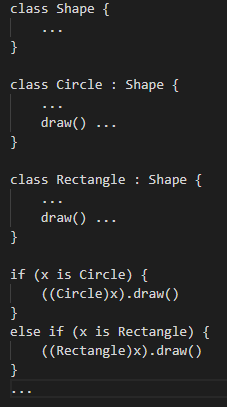 class Shape {
    ...
}

class Circle : Shape {
    ...
    draw() ...
}

class Rectangle : Shape {
    ...
    draw() ...
}

if (x is Circle) {
    ((Circle)x).draw()
}
else if (x is Rectangle) {
    ((Rectangle)x).draw()
}
...